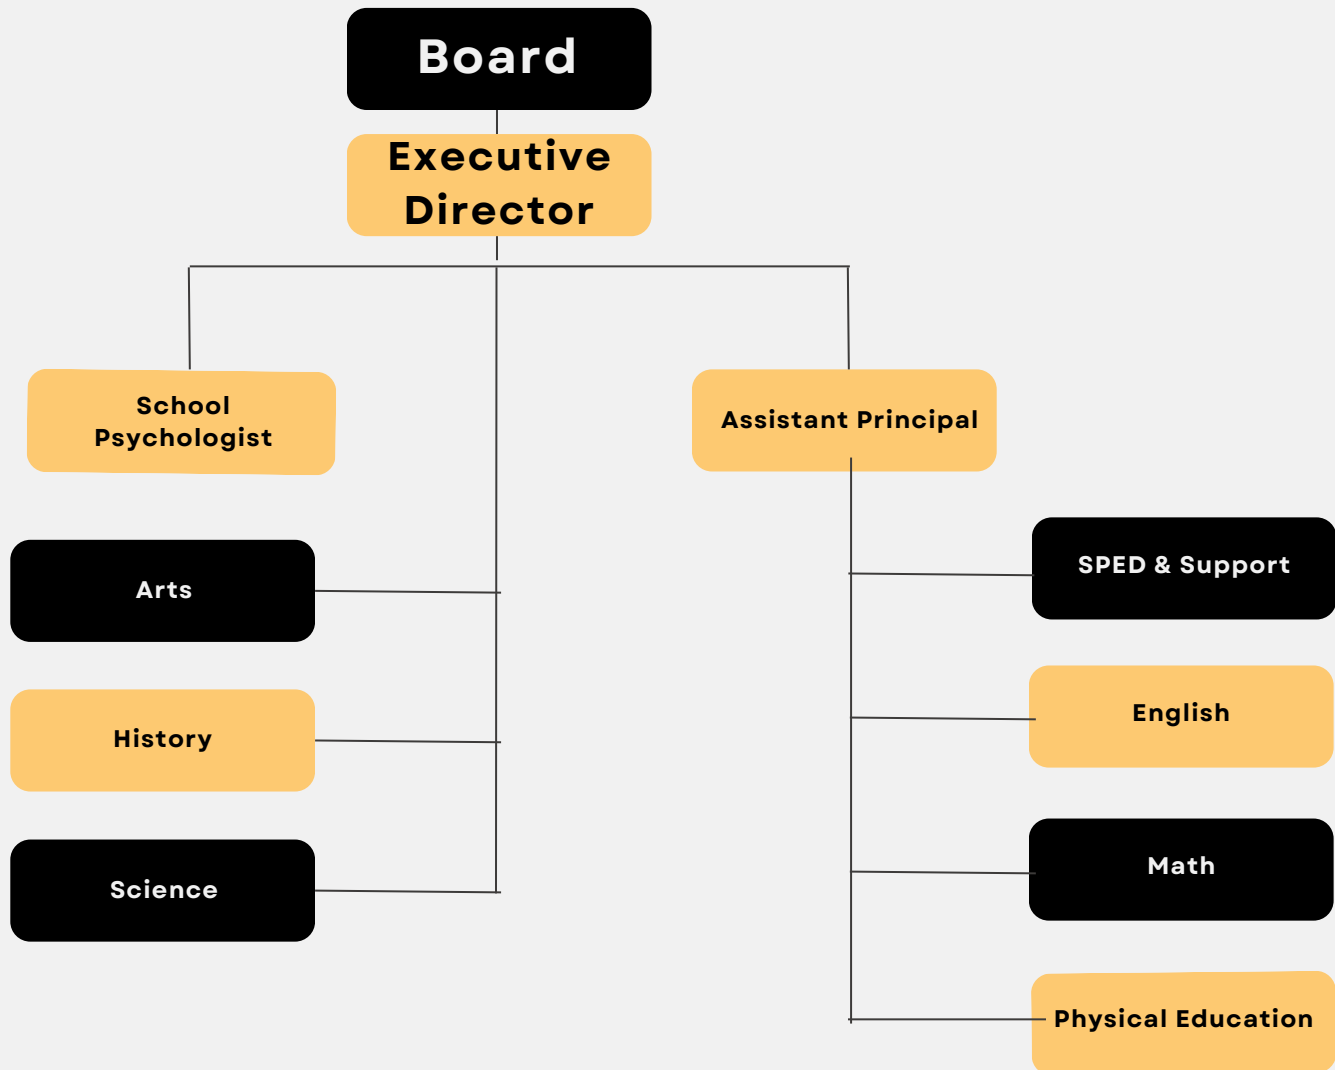 Board
Executive
Director
School
Psychologist
Assistant Principal
Arts
History
Science
SPED & Support
English
Math
Physical Education